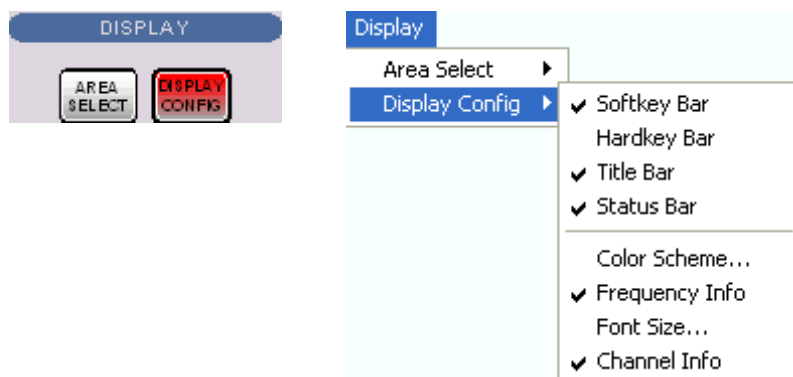 DISPLAY
AREA
SELECT
DISPLAY
CONFIG
Display
Area Select
Display Config
Softkey Bar
Hardkey Bar
Title Bar
Status Bar
Color Scheme...
Frequency Info
Font Size...
Channel Info